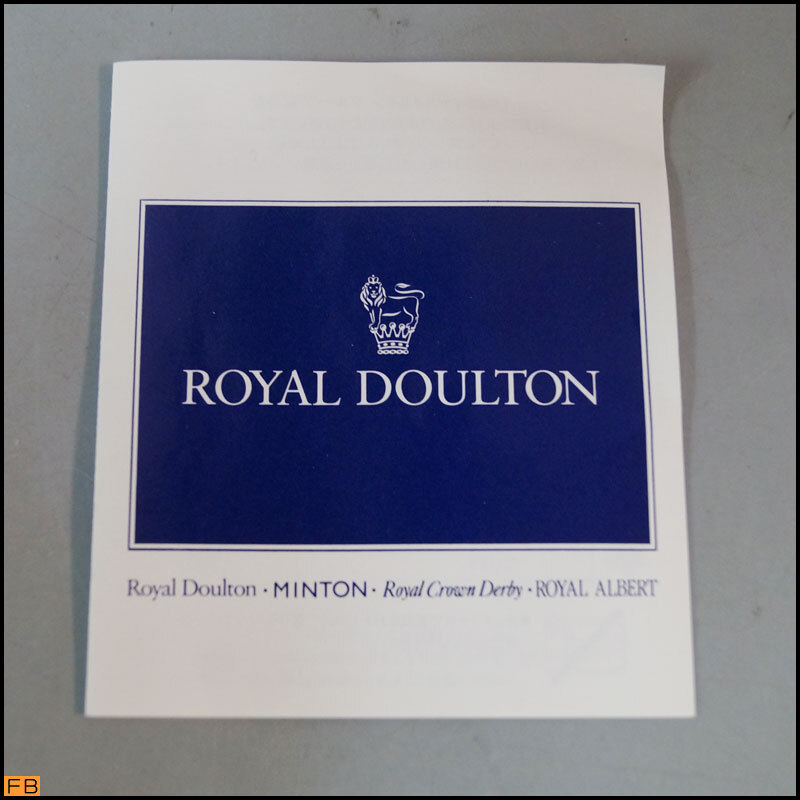 ROYAL DOULTON
Royal Doulton · MINTON · Royal Crown Derby · ROYAL ALBERT
FB